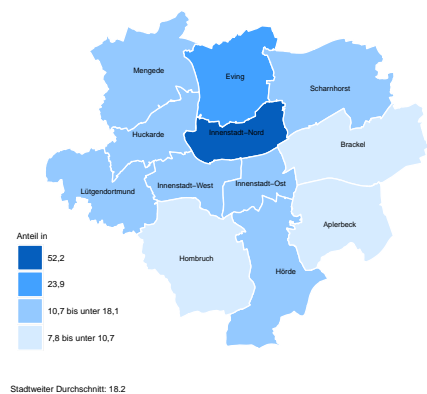 Mengede
Eving
Scharnhorst
Huckarde
Innenstadt-Nord
Brackel
Lütgendortmund
Innenstadt-West
Innenstadt-Ost
Aplerbeck
Hombruch
Hörde
Anteil in
52,2
23,9
10,7 bis unter 18,1
7,8 bis unter 10,7
Stadtweiter Durchschnitt: 18.2